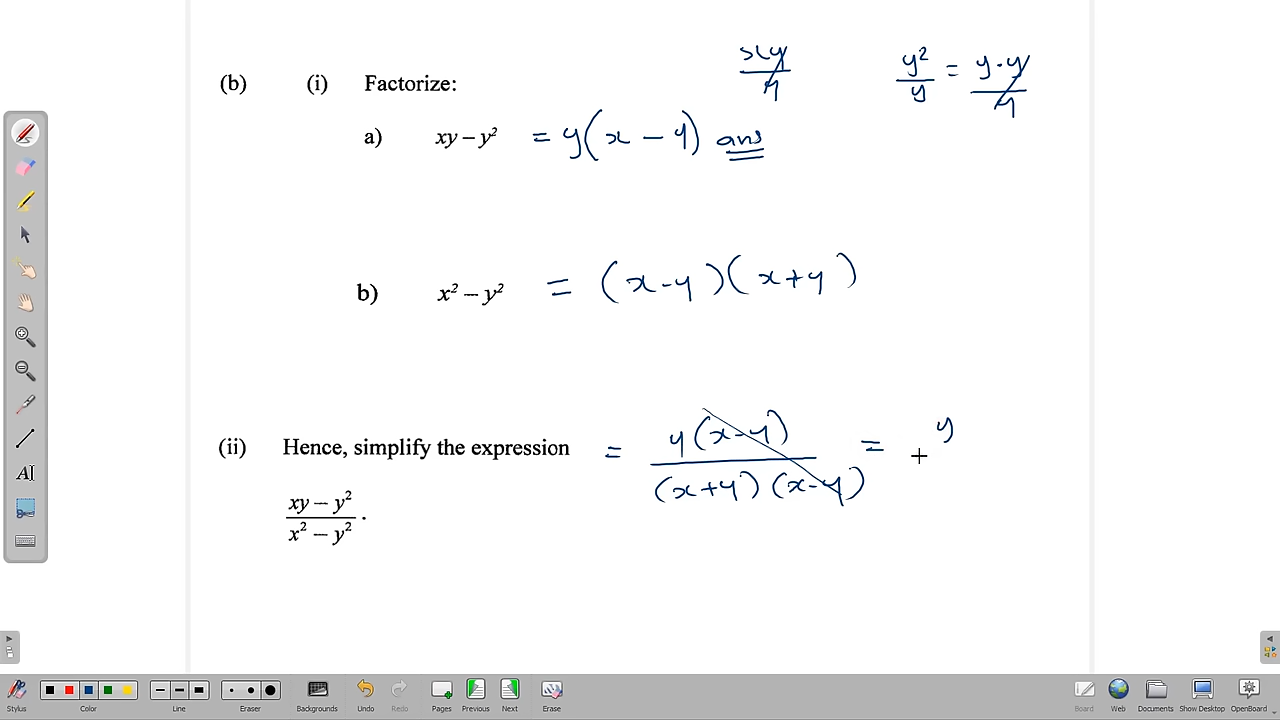 xy/y
y²/y = y·y/y
(b) (i) Factorize:
a) xy – y² = y(x – y) ans
b) x² – y² = (x-y)(x+y)
(ii) Hence, simplify the expression = y(x-y)/(x+y)(x-y) = y
xy – y²/x² – y².
AI
Stylus
Color
Line
Eraser
Backgrounds
Undo
Redo
Pages
Previous
Next
Erase
Board
Web
Documents
Show Desktop
OpenBoard